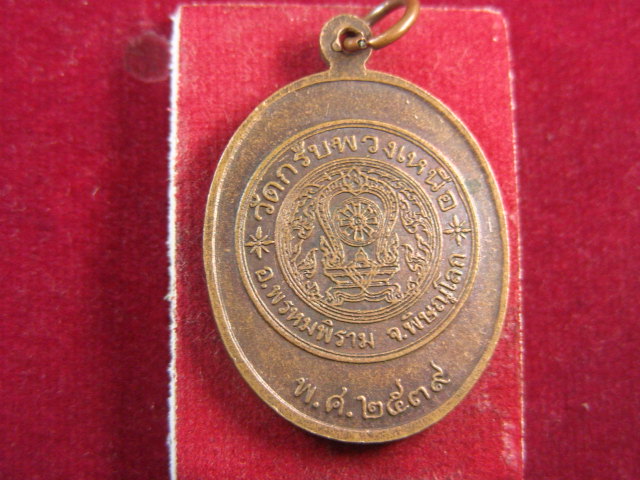 วัดกรับพวงเหนือ
อ.พรหมพิราม จ.พิษณุโลก
พ.ศ.๒๕๓๙